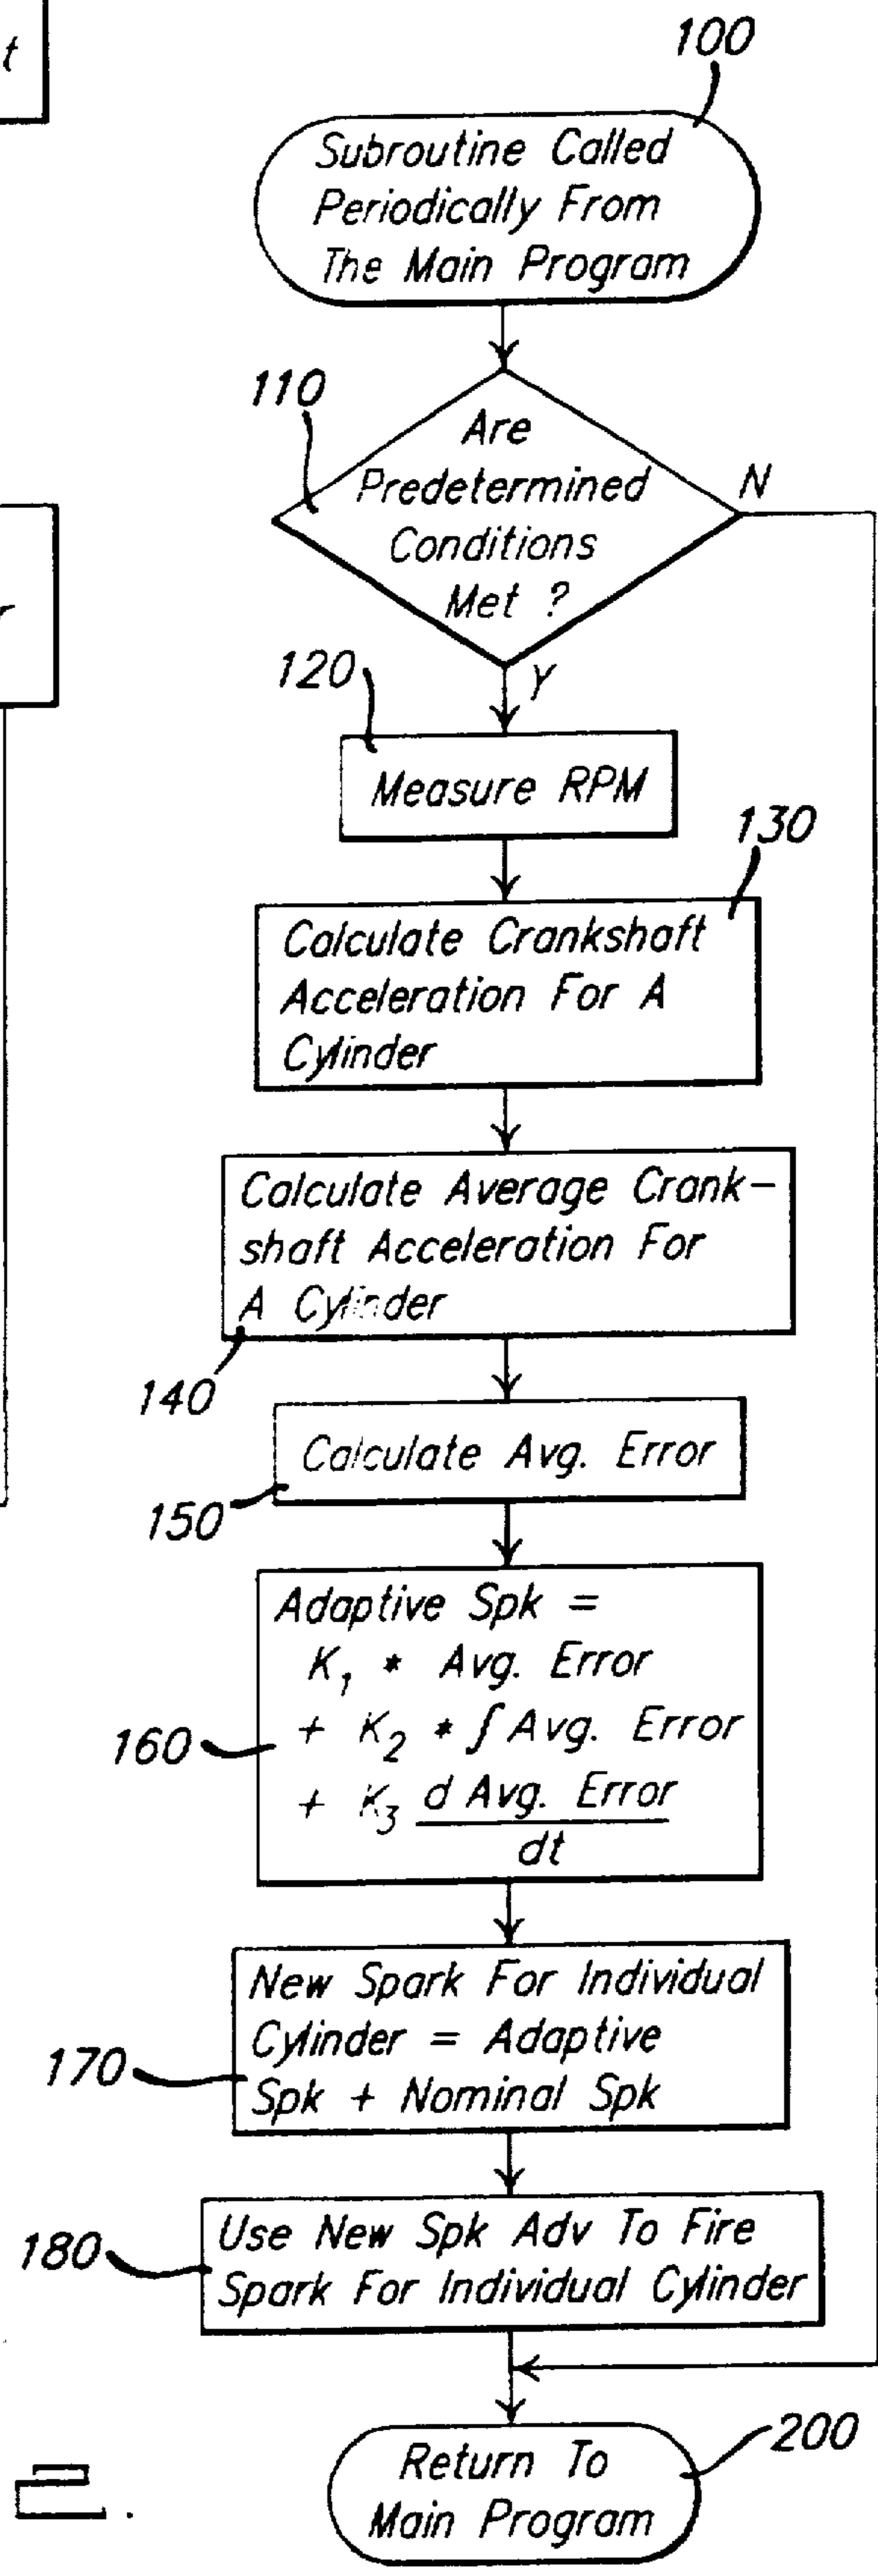 t
100
Subroutine Called
Periodically From
The Main Program
110
Are
Predetermined
Conditions
Met ?
N
r
Y
120
Measure RPM
130
Calculate Crankshaft
Acceleration For A
Cylinder
Calculate Average Crank-
shaft Acceleration For
A Cylinder
140
Calculate Avg. Error
150
Adaptive Spk =
K₁ * Avg. Error
+ K₂ * ∫ Avg. Error
+ K₃ d Avg. Error
dt
160
New Spark For Individual
Cylinder = Adaptive
Spk + Nominal Spk
170
Use New Spk Adv To Fire
Spark For Individual Cylinder
180
200
Return To
Main Program